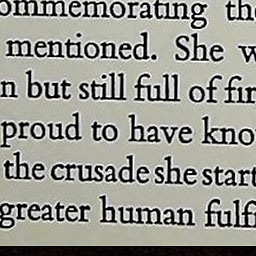 ommemorating the
mentioned. She w
n but still full of fir
proud to have kno
the crusade she start
greater human fulfi